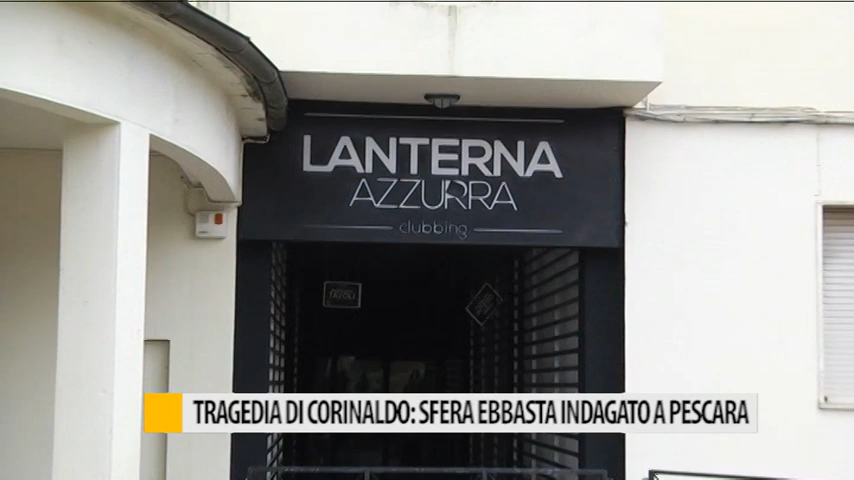 LANTERNA
AZZURRA
clubbing
TRAGEDIA DI CORINALDO: SFERA EBBASTA INDAGATO A PESCARA